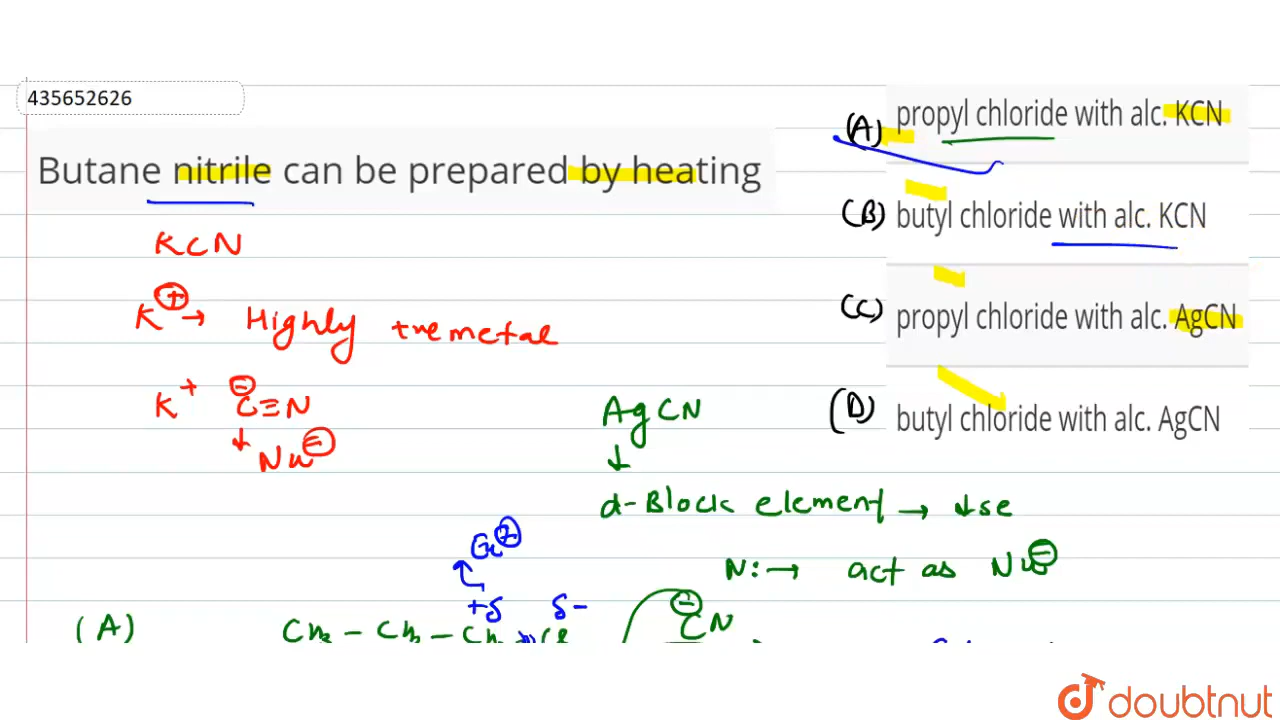 435652626
Butane nitrile can be prepared by heating
(A) propyl chloride with alc. KCN
(B) butyl chloride with alc. KCN
(C) propyl chloride with alc. AgCN
(D) butyl chloride with alc. AgCN
KCN
K⊕ → Highly +ve metal
K+ ⊖C≡N
↓
Nu⊖
AgCN
↓
d-Block element → ↓se
N: → act as Nu⊖
+δ δ-
(A)
⊖CN
doubtnut